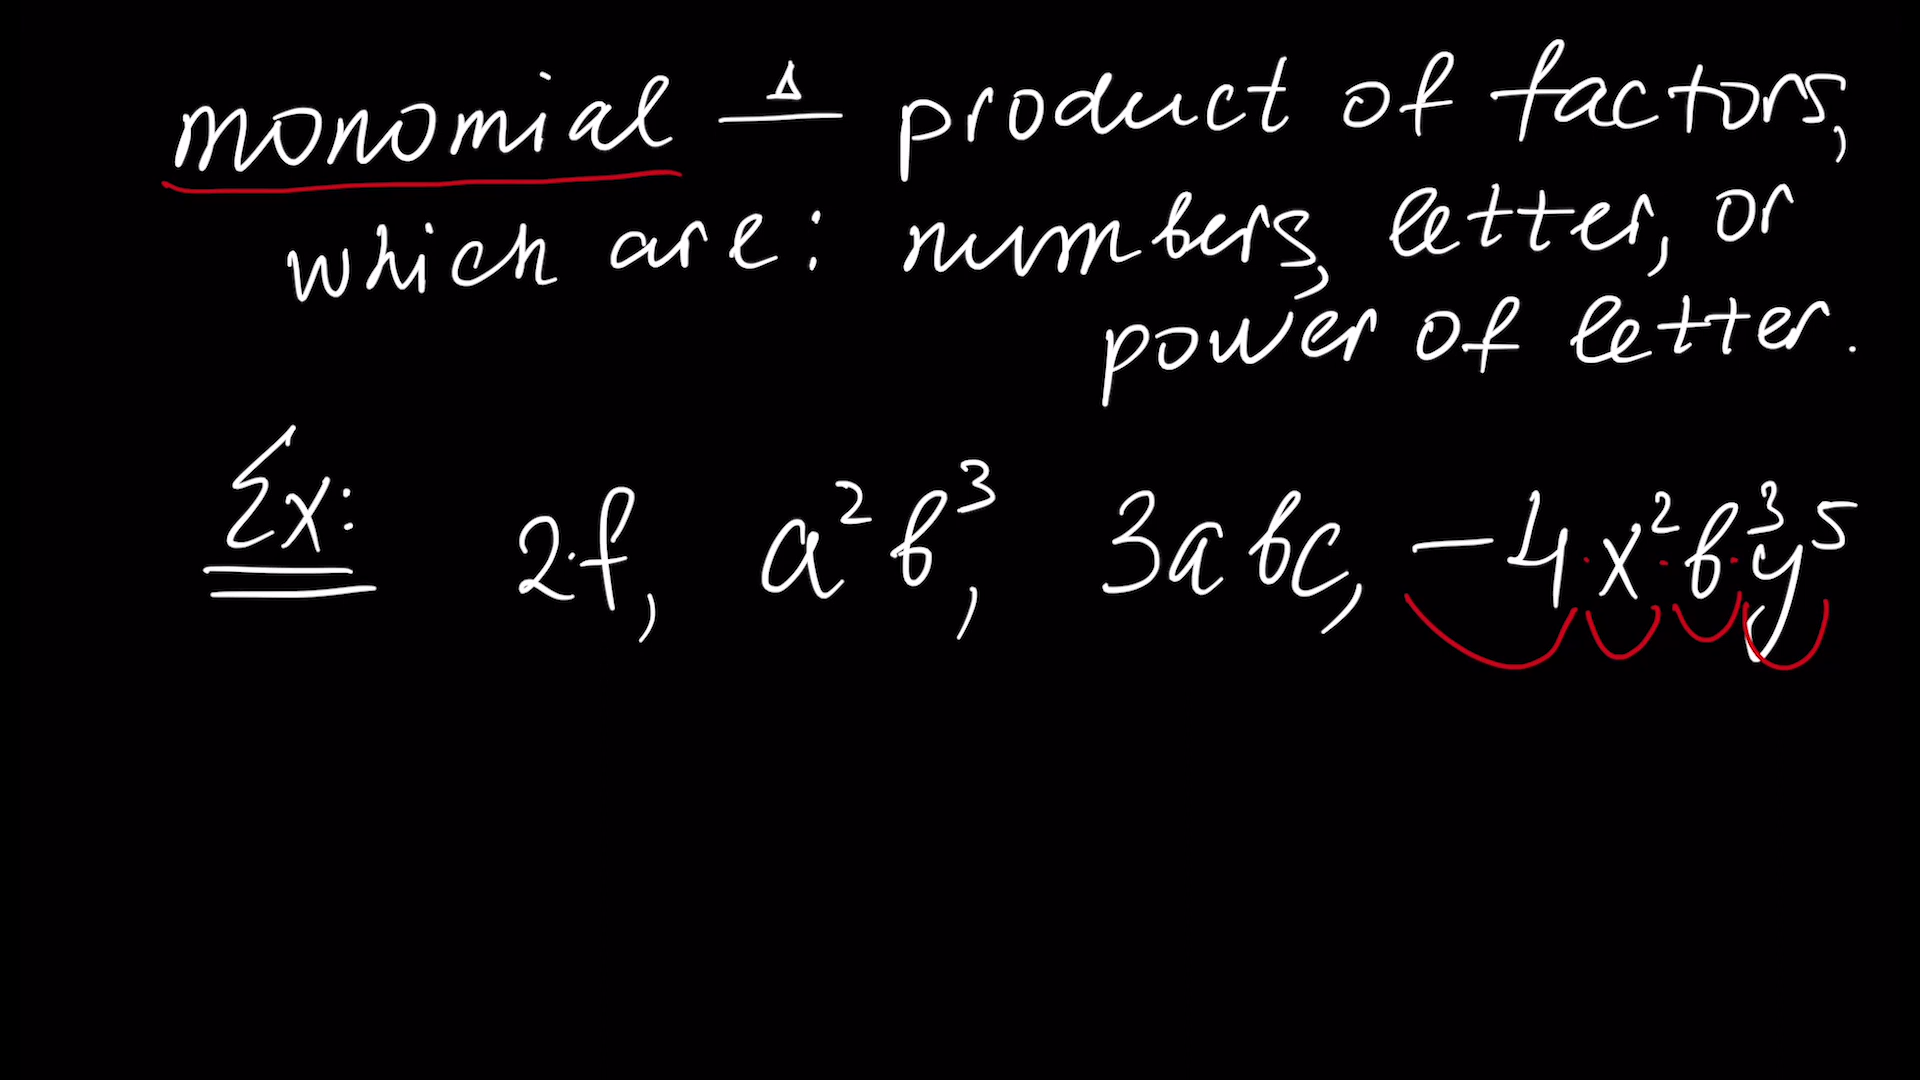 monomial ≜ product of factors,
which are: numbers, letter, or
power of letter.
Ex: 2·f, a²b³, 3abc, -4·x²·b³·y⁵